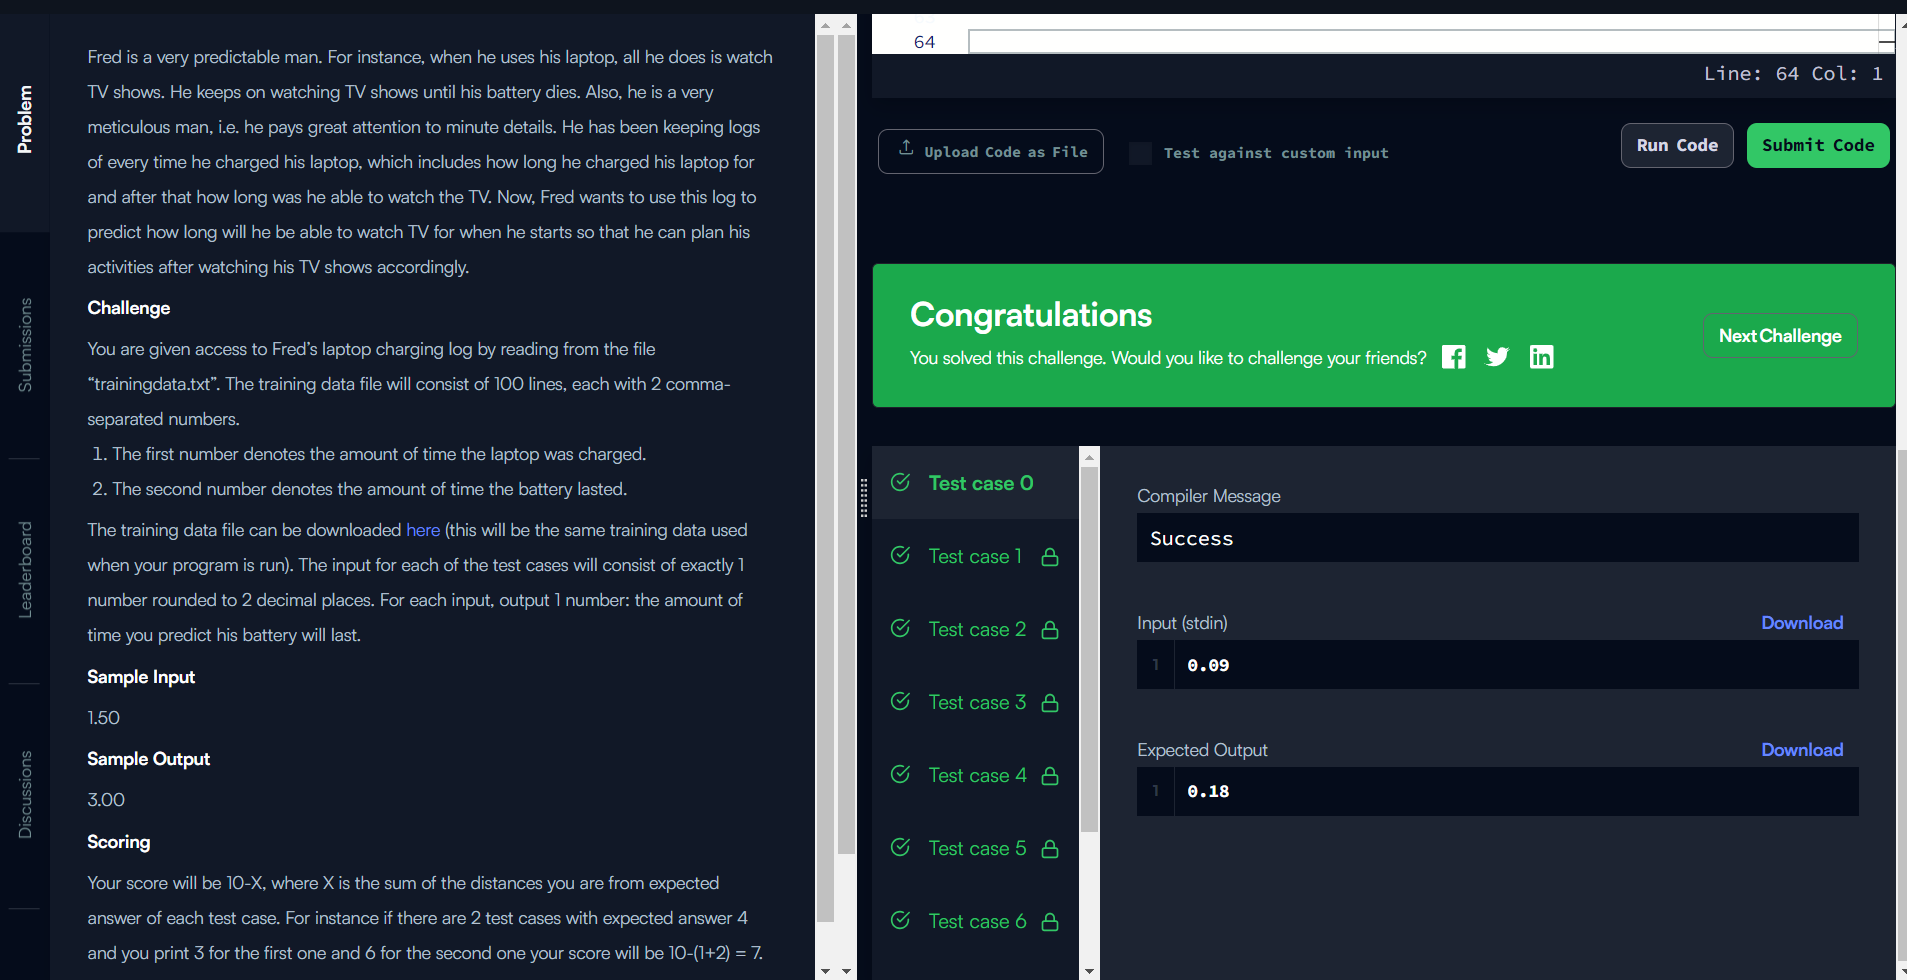 Problem
Submissions
Leaderboard
Discussions
Fred is a very predictable man. For instance, when he uses his laptop, all he does is watch
TV shows. He keeps on watching TV shows until his battery dies. Also, he is a very
meticulous man, i.e. he pays great attention to minute details. He has been keeping logs
of every time he charged his laptop, which includes how long he charged his laptop for
and after that how long was he able to watch the TV. Now, Fred wants to use this log to
predict how long will he be able to watch TV for when he starts so that he can plan his
activities after watching his TV shows accordingly.
Challenge
You are given access to Fred’s laptop charging log by reading from the file
“trainingdata.txt”. The training data file will consist of 100 lines, each with 2 comma-
separated numbers.
1. The first number denotes the amount of time the laptop was charged.
2. The second number denotes the amount of time the battery lasted.
The training data file can be downloaded here (this will be the same training data used
when your program is run). The input for each of the test cases will consist of exactly 1
number rounded to 2 decimal places. For each input, output 1 number: the amount of
time you predict his battery will last.
Sample Input
1.50
Sample Output
3.00
Scoring
Your score will be 10-X, where X is the sum of the distances you are from expected
answer of each test case. For instance if there are 2 test cases with expected answer 4
and you print 3 for the first one and 6 for the second one your score will be 10-(1+2) = 7.
64
Line: 64 Col: 1
Upload Code as File
Test against custom input
Run Code
Submit Code
Congratulations
You solved this challenge. Would you like to challenge your friends?
Next Challenge
Test case 0
Test case 1
Test case 2
Test case 3
Test case 4
Test case 5
Test case 6
Compiler Message
Success
Input (stdin)
Download
1
0.09
Expected Output
Download
1
0.18